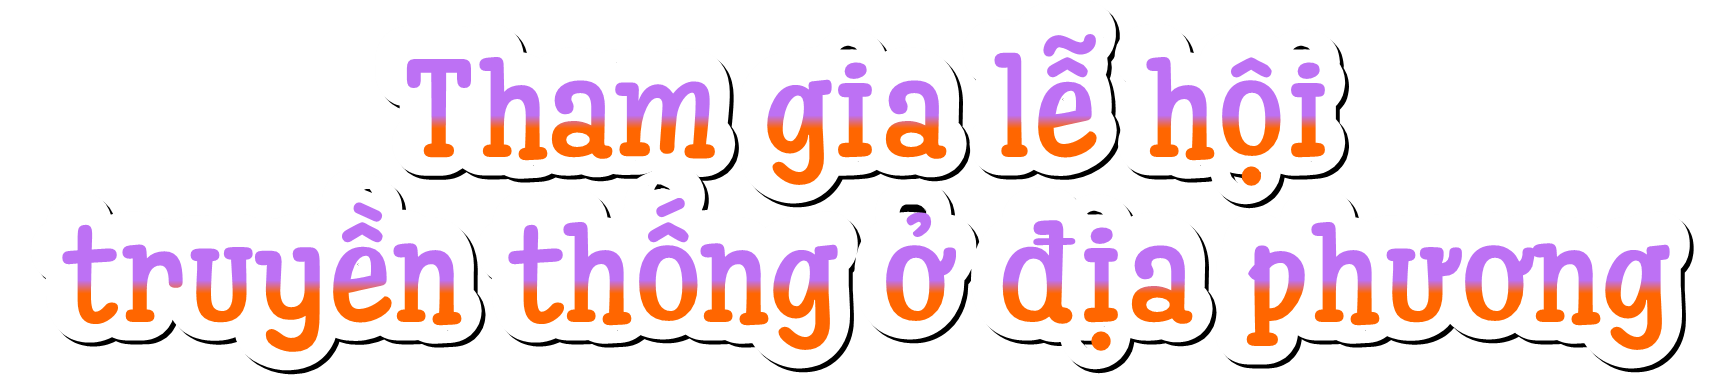 Tham gia lễ hội
truyền thống ở địa phương